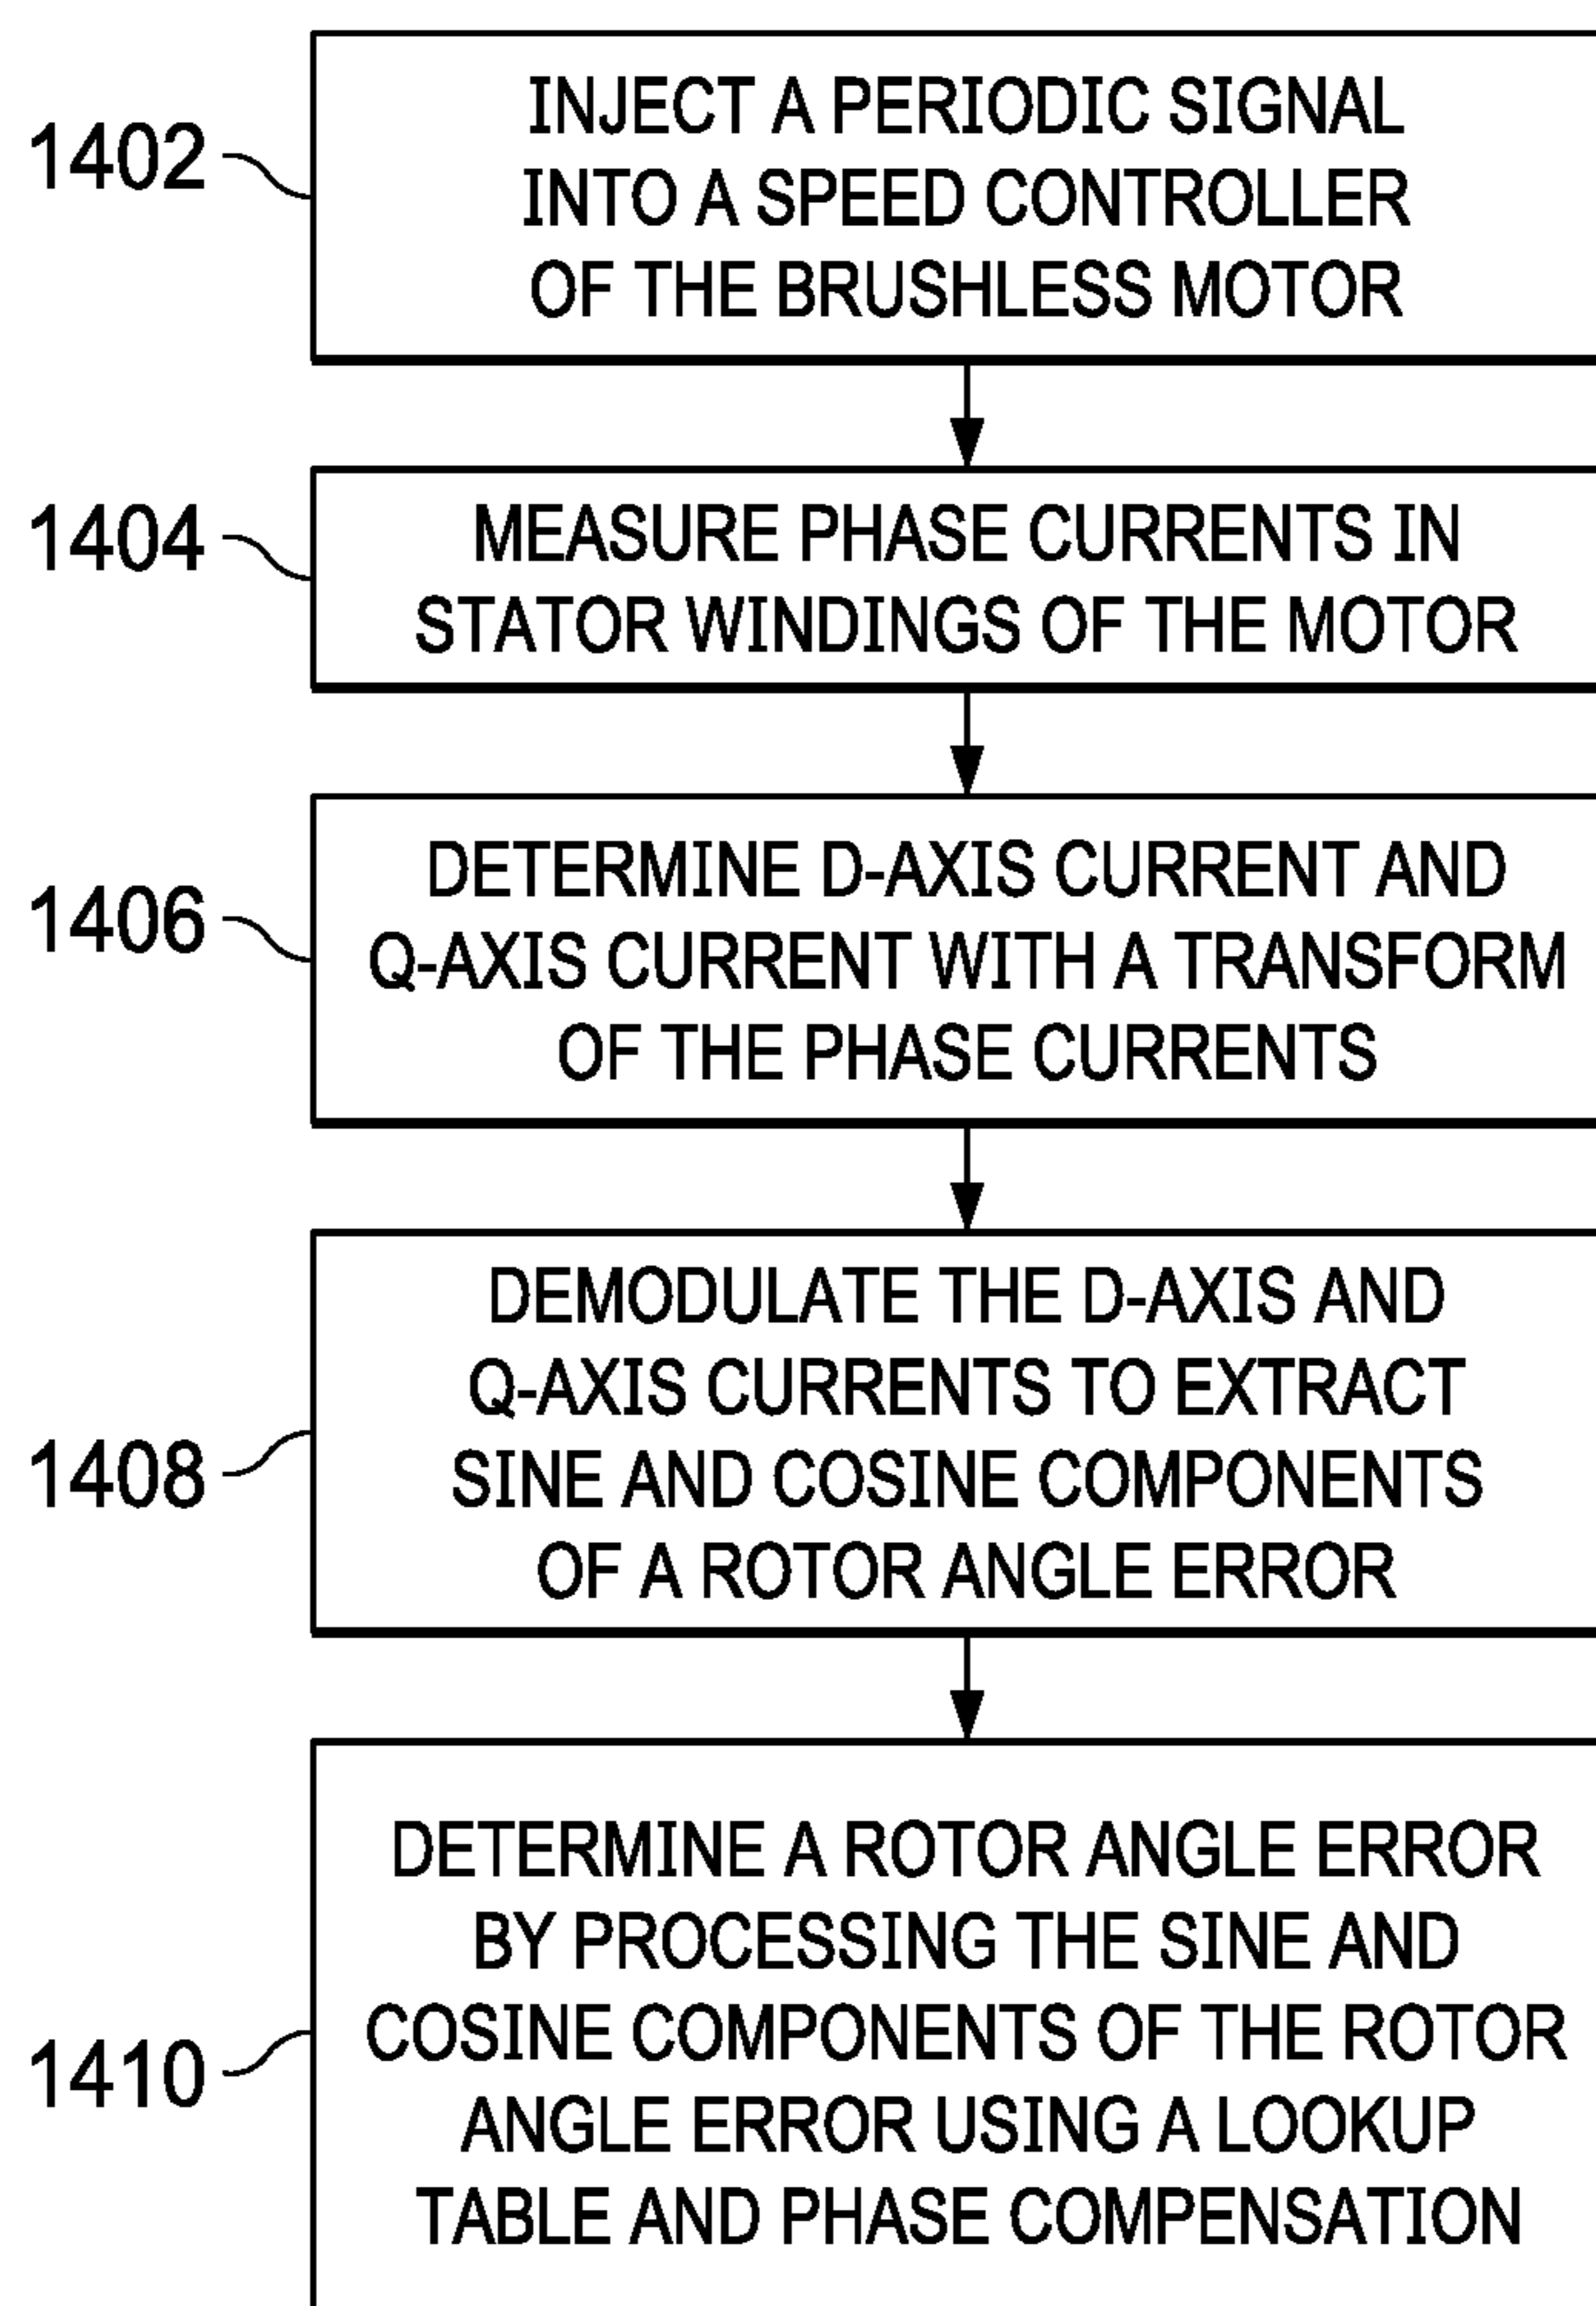 1402
INJECT A PERIODIC SIGNAL
INTO A SPEED CONTROLLER
OF THE BRUSHLESS MOTOR
1404
MEASURE PHASE CURRENTS IN
STATOR WINDINGS OF THE MOTOR
1406
DETERMINE D-AXIS CURRENT AND
Q-AXIS CURRENT WITH A TRANSFORM
OF THE PHASE CURRENTS
1408
DEMODULATE THE D-AXIS AND
Q-AXIS CURRENTS TO EXTRACT
SINE AND COSINE COMPONENTS
OF A ROTOR ANGLE ERROR
1410
DETERMINE A ROTOR ANGLE ERROR
BY PROCESSING THE SINE AND
COSINE COMPONENTS OF THE ROTOR
ANGLE ERROR USING A LOOKUP
TABLE AND PHASE COMPENSATION